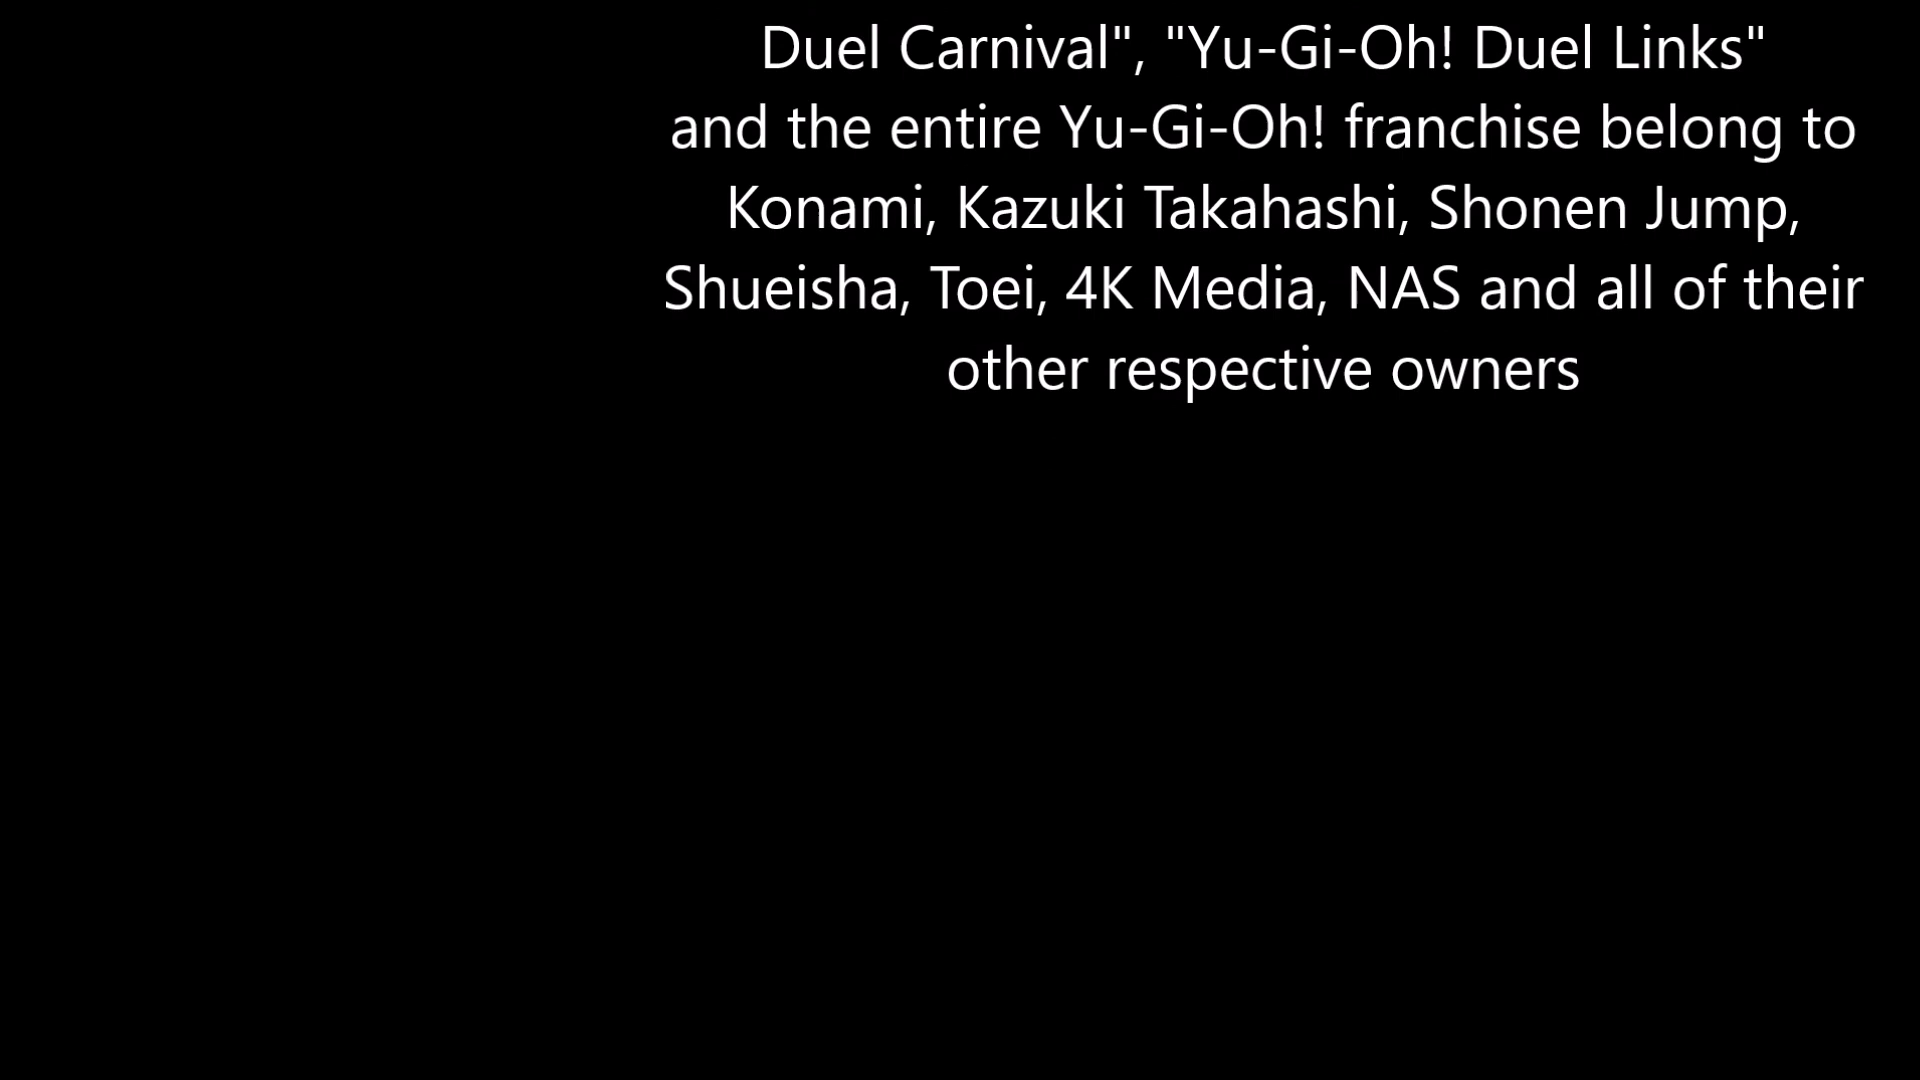 Duel Carnival", "Yu-Gi-Oh! Duel Links"
and the entire Yu-Gi-Oh! franchise belong to
Konami, Kazuki Takahashi, Shonen Jump,
Shueisha, Toei, 4K Media, NAS and all of their
other respective owners